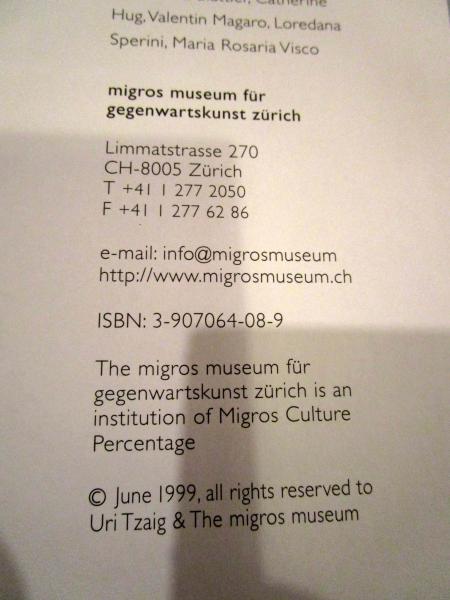 Catherine
Hug, Valentin Magaro, Loredana
Sperini, Maria Rosaria Visco
migros museum für
gegenwartskunst zürich
Limmatstrasse 270
CH-8005 Zürich
T +41 1 277 2050
F +41 1 277 62 86
e-mail: info@migrosmuseum
http://www.migrosmuseum.ch
ISBN: 3-907064-08-9
The migros museum für
gegenwartskunst zürich is an
institution of Migros Culture
Percentage
© June 1999, all rights reserved to
Uri Tzaig & The migros museum